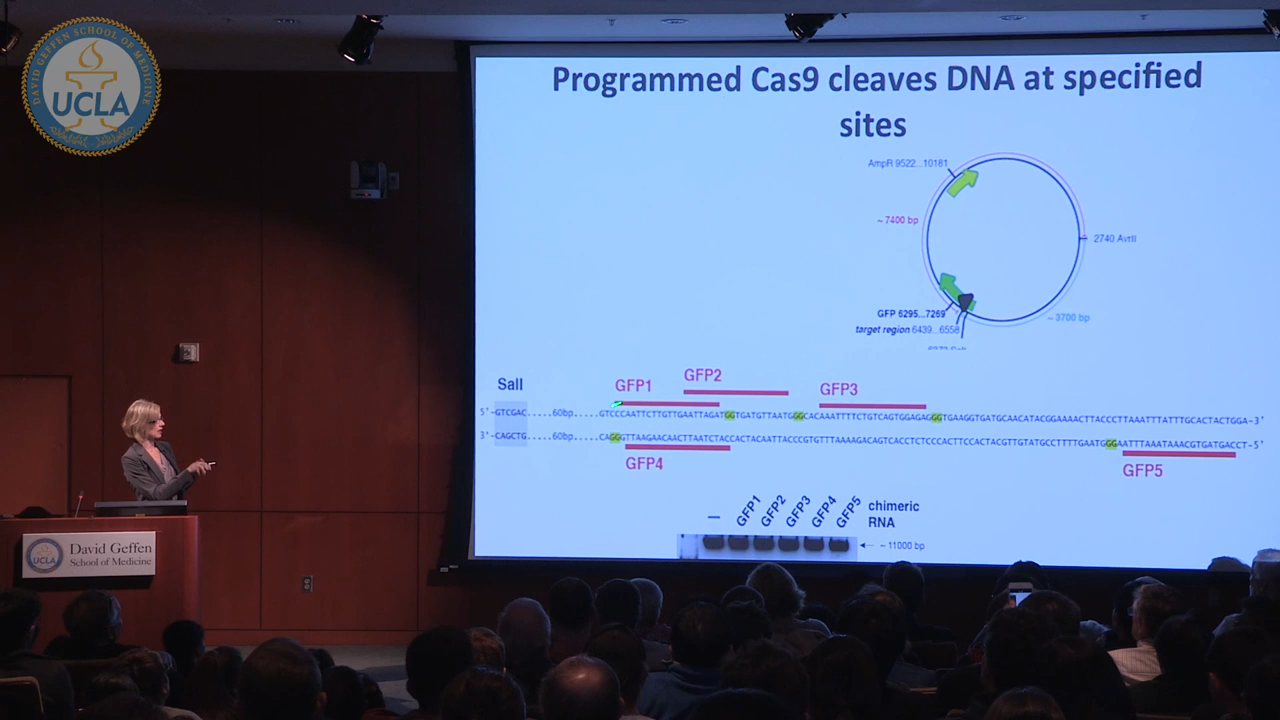 DAVID GEFFEN SCHOOL OF MEDICINE
UCLA
Programmed Cas9 cleaves DNA at specified
sites
AmpR 9522...10181
~ 7400 bp
2740 AvrII
GFP 6295...7269
~ 3700 bp
target region 6439...6558
SalI
GFP1
GFP2
GFP3
5'-GTCGAC.....60bp.....GTCCCAATTCTTGTTGAATTAGATGGTGATGTTAATGGGCACAAATTTTCTGTCAGTGGAGAGGGTGAAGGTGATGCAACATACGGAAAACTTACCCTTAAATTTATTTGCACTACTGGA-3'
3'-CAGCTG.....60bp.....CAGGGTTAAGAACAACTTAATCTACCACTACAATTACCCGTGTTTAAAAGACAGTCACCTCTCCCACTTCCACTACGTTGTATGCCTTTTGAATGGGAATTTAAATAAACGTGATGACCT-5'
GFP4
GFP5
– GFP1 GFP2 GFP3 GFP4 GFP5 chimeric
RNA
~ 11000 bp
David Geffen
School of Medicine
UCLA